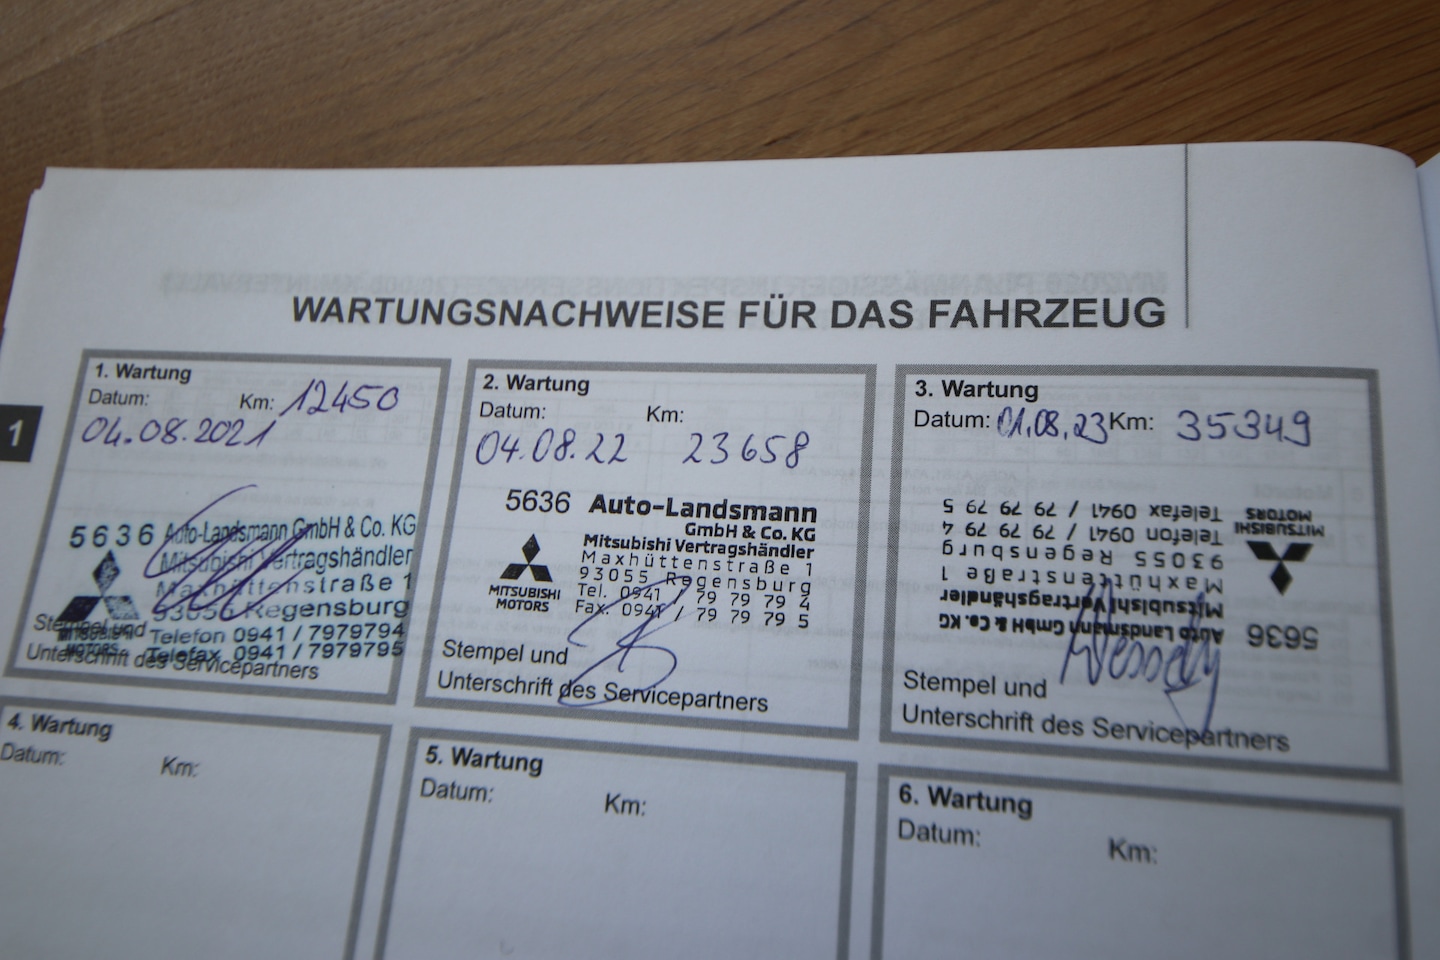 WARTUNGSNACHWEISE FÜR DAS FAHRZEUG
1
1. Wartung
Datum: Km: 12450
04.08.2021
5636 Auto-Landsmann GmbH & Co. KG
Mitsubishi Vertragshändler
Maxhüttenstraße 1
93055 Regensburg
Telefon 0941 / 7979794
Telefax 0941 / 7979795
MITSUBISHI
MOTORS
Stempel und
Unterschrift des Servicepartners
2. Wartung
Datum: Km:
04.08.22 23658
5636 Auto-Landsmann
GmbH & Co. KG
Mitsubishi Vertragshändler
Maxhüttenstraße 1
93055 Regensburg
Tel. 0941 / 79 79 79 4
Fax. 0941 / 79 79 79 5
MITSUBISHI
MOTORS
Stempel und
Unterschrift des Servicepartners
3. Wartung
Datum: 01.08.23 Km: 35349
5636 Auto Landsmann GmbH & Co. KG
Mitsubishi Vertragshändler
Maxhüttenstraße 1
93055 Regensburg
Telefon 0941 / 79 79 79 4
Telefax 0941 / 79 79 79 5
MITSUBISHI
MOTORS
Stempel und
Unterschrift des Servicepartners
4. Wartung
Datum: Km:
5. Wartung
Datum: Km:
6. Wartung
Datum: Km: